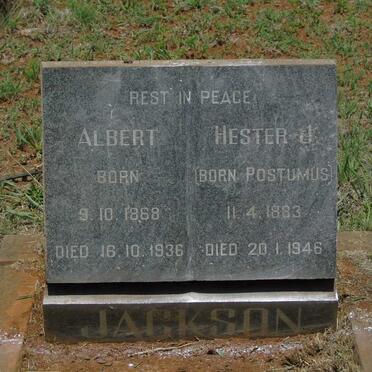 REST IN PEACE
ALBERT
BORN
9.10.1868
DIED 16.10.1936
HESTER J.
(BORN POSTUMUS)
11.4.1883
DIED 20.1.1946
JACKSON